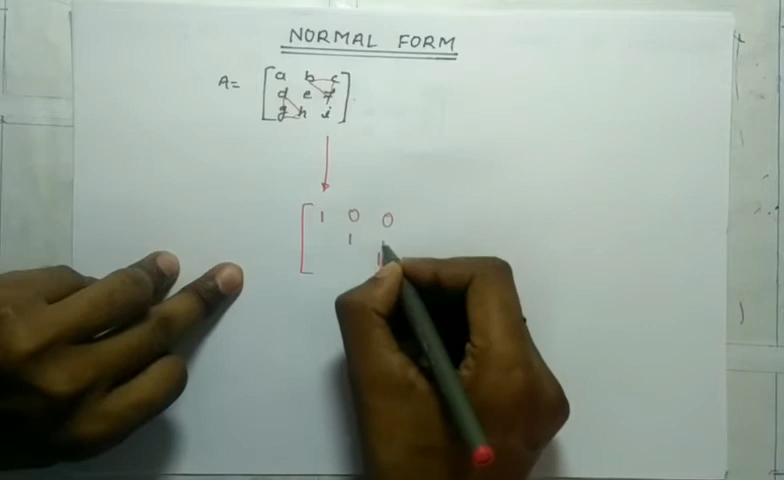 NORMAL FORM
A= [a b c
d e f
g h i]
[1 0 0
1
1